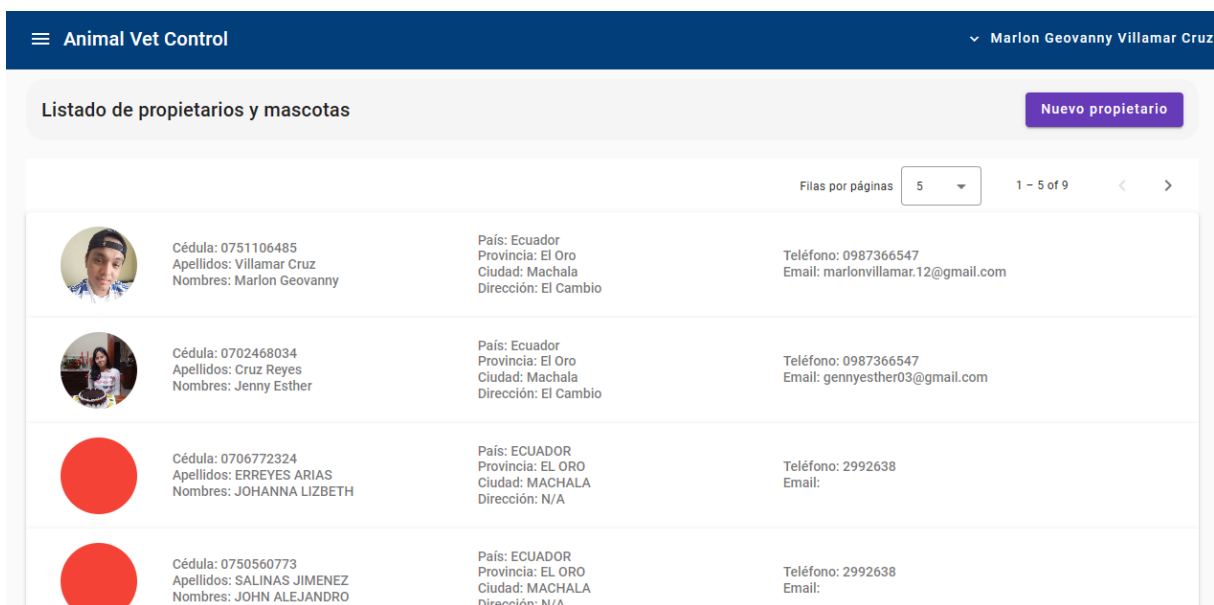 Animal Vet Control
Marlon Geovanny Villamar Cruz
Listado de propietarios y mascotas
Nuevo propietario
Filas por páginas 5 1 – 5 of 9
Cédula: 0751106485
Apellidos: Villamar Cruz
Nombres: Marlon Geovanny
País: Ecuador
Provincia: El Oro
Ciudad: Machala
Dirección: El Cambio
Teléfono: 0987366547
Email: marlonvillamar.12@gmail.com
Cédula: 0702468034
Apellidos: Cruz Reyes
Nombres: Jenny Esther
País: Ecuador
Provincia: El Oro
Ciudad: Machala
Dirección: El Cambio
Teléfono: 0987366547
Email: gennyesther03@gmail.com
Cédula: 0706772324
Apellidos: ERREYES ARIAS
Nombres: JOHANNA LIZBETH
País: ECUADOR
Provincia: EL ORO
Ciudad: MACHALA
Dirección: N/A
Teléfono: 2992638
Email:
Cédula: 0750560773
Apellidos: SALINAS JIMENEZ
Nombres: JOHN ALEJANDRO
País: ECUADOR
Provincia: EL ORO
Ciudad: MACHALA
Dirección: N/A
Teléfono: 2992638
Email: